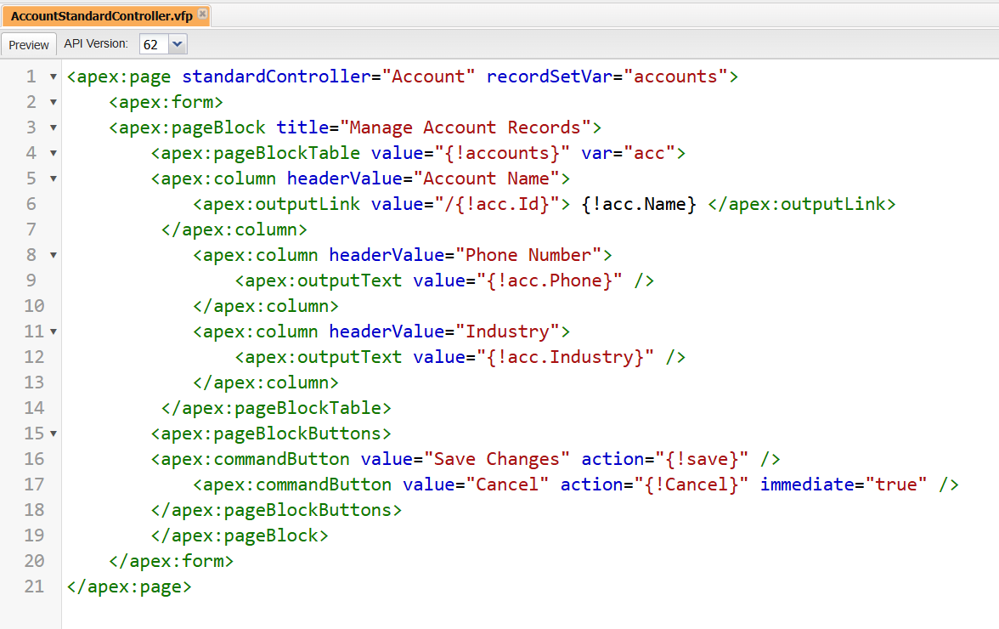 AccountStandardController.vfp
Preview API Version: 62
1 <apex:page standardController="Account" recordSetVar="accounts">
2 <apex:form>
3 <apex:pageBlock title="Manage Account Records">
4 <apex:pageBlockTable value="{!accounts}" var="acc">
5 <apex:column headerValue="Account Name">
6 <apex:outputLink value="/{!acc.Id}"> {!acc.Name} </apex:outputLink>
7 </apex:column>
8 <apex:column headerValue="Phone Number">
9 <apex:outputText value="{!acc.Phone}" />
10 </apex:column>
11 <apex:column headerValue="Industry">
12 <apex:outputText value="{!acc.Industry}" />
13 </apex:column>
14 </apex:pageBlockTable>
15 <apex:pageBlockButtons>
16 <apex:commandButton value="Save Changes" action="{!save}" />
17 <apex:commandButton value="Cancel" action="{!Cancel}" immediate="true" />
18 </apex:pageBlockButtons>
19 </apex:pageBlock>
20 </apex:form>
21 </apex:page>